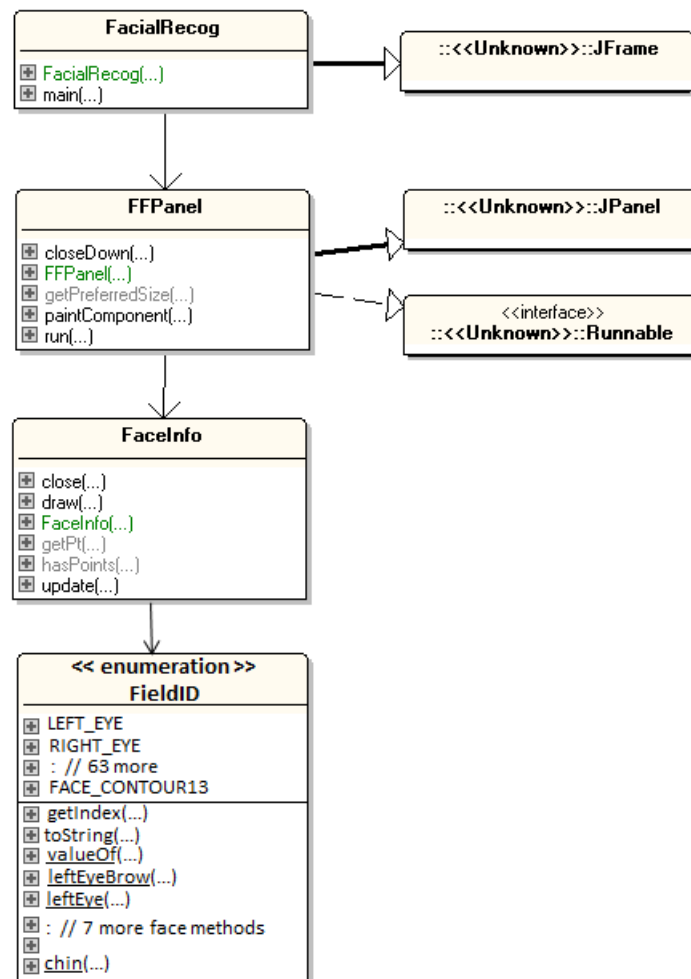 FacialRecog
FacialRecog(...)
main(...)
::<<Unknown>>::JFrame
FFPanel
closeDown(...)
FFPanel(...)
getPreferredSize(...)
paintComponent(...)
run(...)
::<<Unknown>>::JPanel
<<interface>>
::<<Unknown>>::Runnable
FaceInfo
close(...)
draw(...)
FaceInfo(...)
getPt(...)
hasPoints(...)
update(...)
<< enumeration >>
FieldID
LEFT_EYE
RIGHT_EYE
: // 63 more
FACE_CONTOUR13
getIndex(...)
toString(...)
valueOf(...)
leftEyeBrow(...)
leftEye(...)
: // 7 more face methods
chin(...)